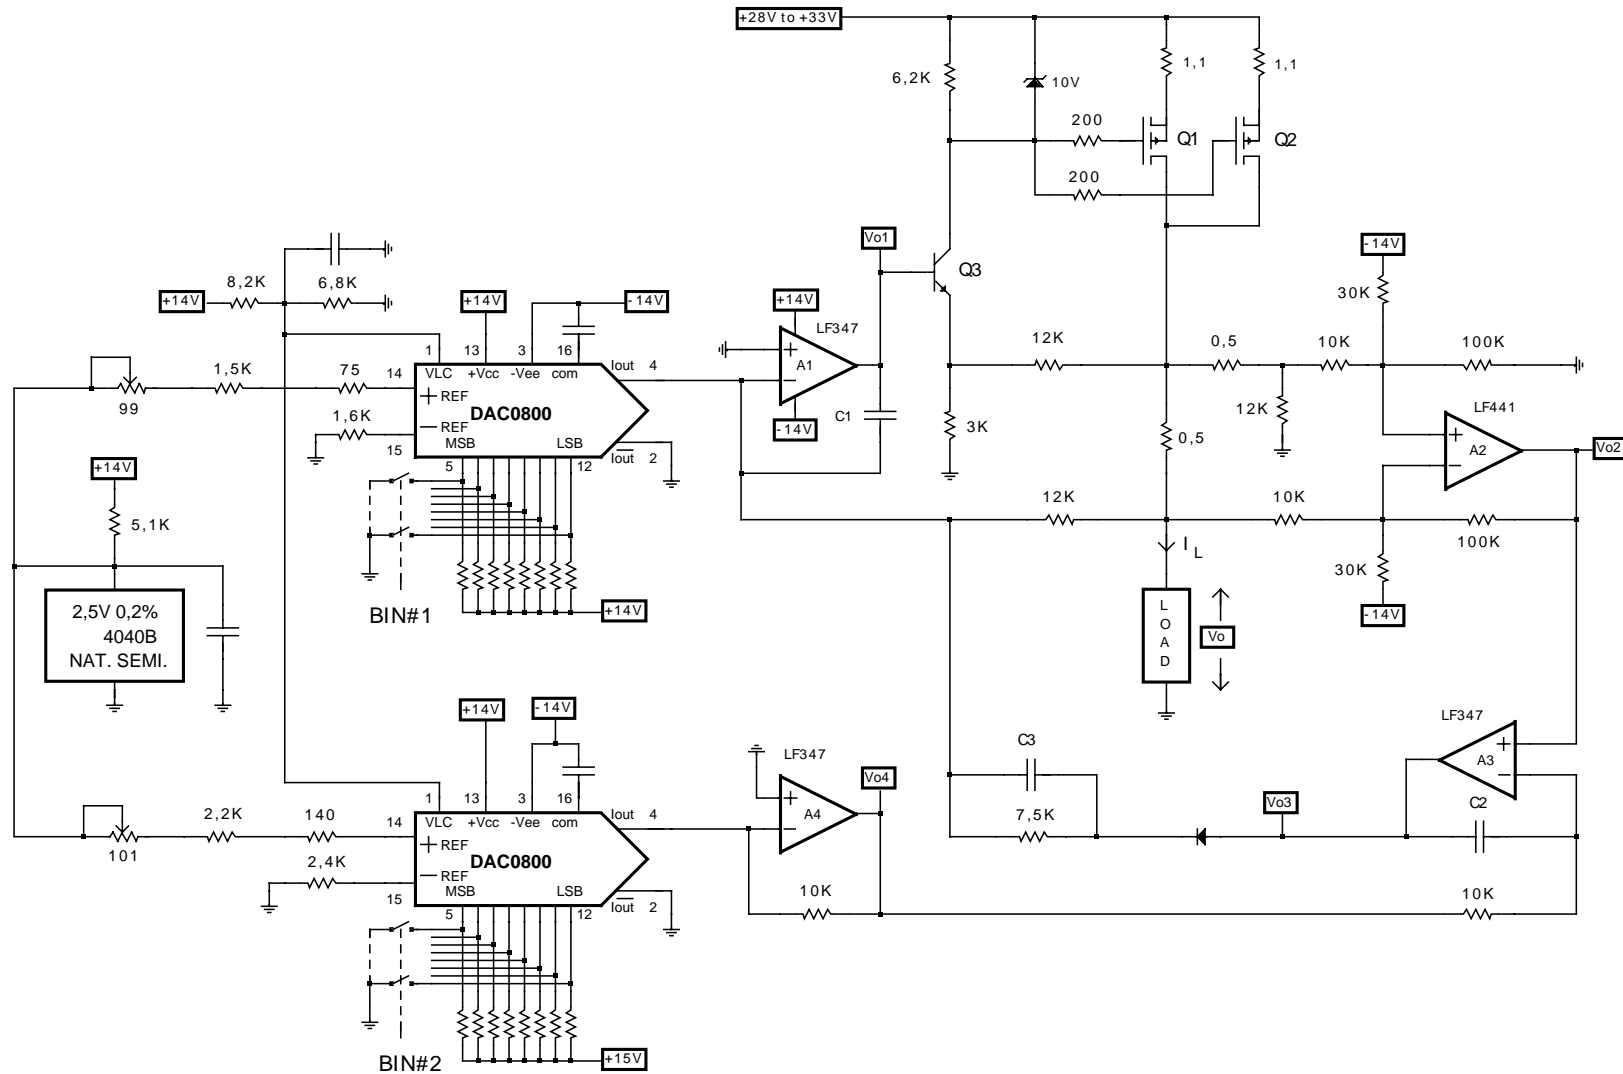 +28V to +33V
6,2K
10V
1,1
1,1
200
Q1
Q2
200
Vo1
-14V
Q3
30K
8,2K
6,8K
+14V
+14V
-14V
+14V
LF347
12K
0,5
10K
100K
1
13
3
16
Iout
4
VLC
+Vcc
-Vee
com
A1
99
1,5K
75
14
REF
DAC0800
1,6K
REF
MSB
LSB
15
Iout
2
5
12
-14V
C1
3K
12K
LF441
A2
Vo2
0,5
+14V
5,1K
12K
10K
100K
I L
30K
-14V
2,5V 0,2%
4040B
NAT. SEMI.
BIN#1
+14V
LOAD
Vo
+14V
-14V
LF347
LF347
C3
A3
Vo4
1
13
3
16
Iout
4
VLC
+Vcc
-Vee
com
A4
7,5K
Vo3
C2
101
2,2K
140
14
REF
DAC0800
2,4K
REF
MSB
LSB
15
Iout
2
5
12
10K
10K
BIN#2
+15V